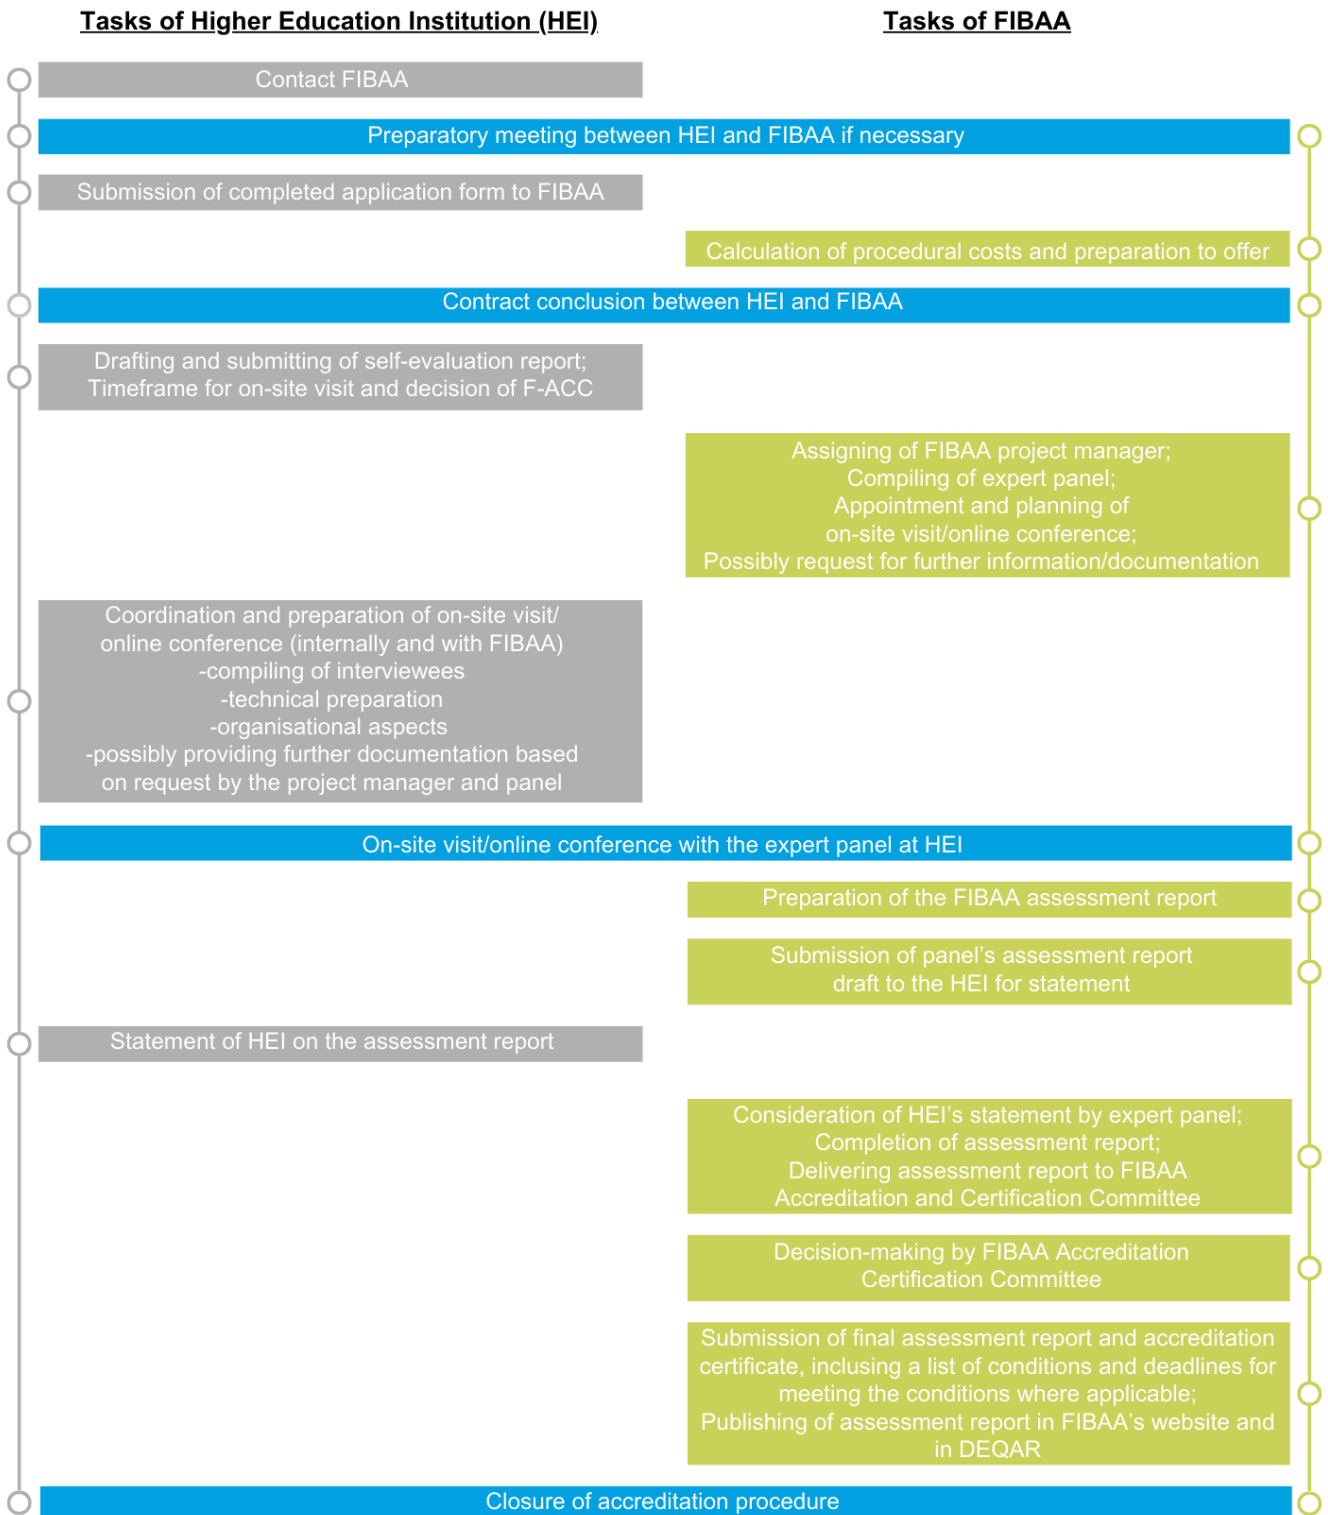 Tasks of Higher Education Institution (HEI)
Tasks of FIBAA
Contact FIBAA
Preparatory meeting between HEI and FIBAA if necessary
Submission of completed application form to FIBAA
Calculation of procedural costs and preparation to offer
Contract conclusion between HEI and FIBAA
Drafting and submitting of self-evaluation report;
Timeframe for on-site visit and decision of F-ACC
Assigning of FIBAA project manager;
Compiling of expert panel;
Appointment and planning of
on-site visit/online conference;
Possibly request for further information/documentation
Coordination and preparation of on-site visit/
online conference (internally and with FIBAA)
-compiling of interviewees
-technical preparation
-organisational aspects
-possibly providing further documentation based
on request by the project manager and panel
On-site visit/online conference with the expert panel at HEI
Preparation of the FIBAA assessment report
Submission of panel’s assessment report
draft to the HEI for statement
Statement of HEI on the assessment report
Consideration of HEI’s statement by expert panel;
Completion of assessment report;
Delivering assessment report to FIBAA
Accreditation and Certification Committee
Decision-making by FIBAA Accreditation
Certification Committee
Submission of final assessment report and accreditation
certificate, inclusing a list of conditions and deadlines for
meeting the conditions where applicable;
Publishing of assessment report in FIBAA’s website and
in DEQAR
Closure of accreditation procedure